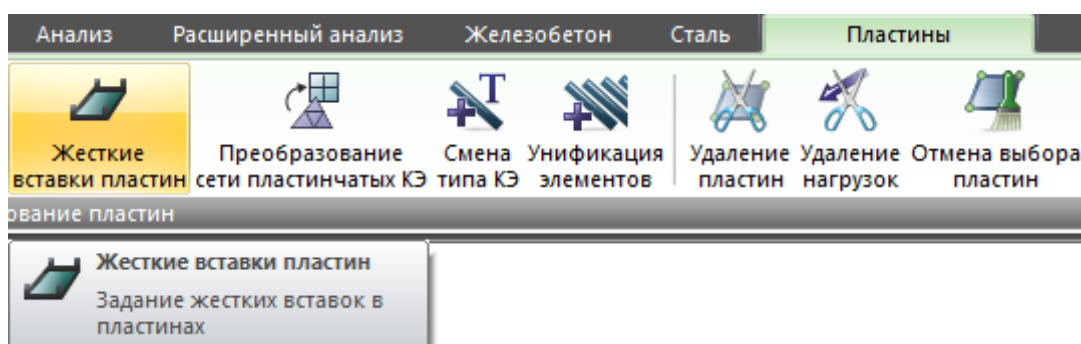 Анализ Расширенный анализ Железобетон Сталь Пластины
Жесткие вставки пластин
Преобразование сети пластинчатых КЭ
Смена типа КЭ
Унификация элементов
Удаление пластин
Удаление нагрузок
Отмена выбора пластин
ование пластин
Жесткие вставки пластин
Задание жестких вставок в
пластинах